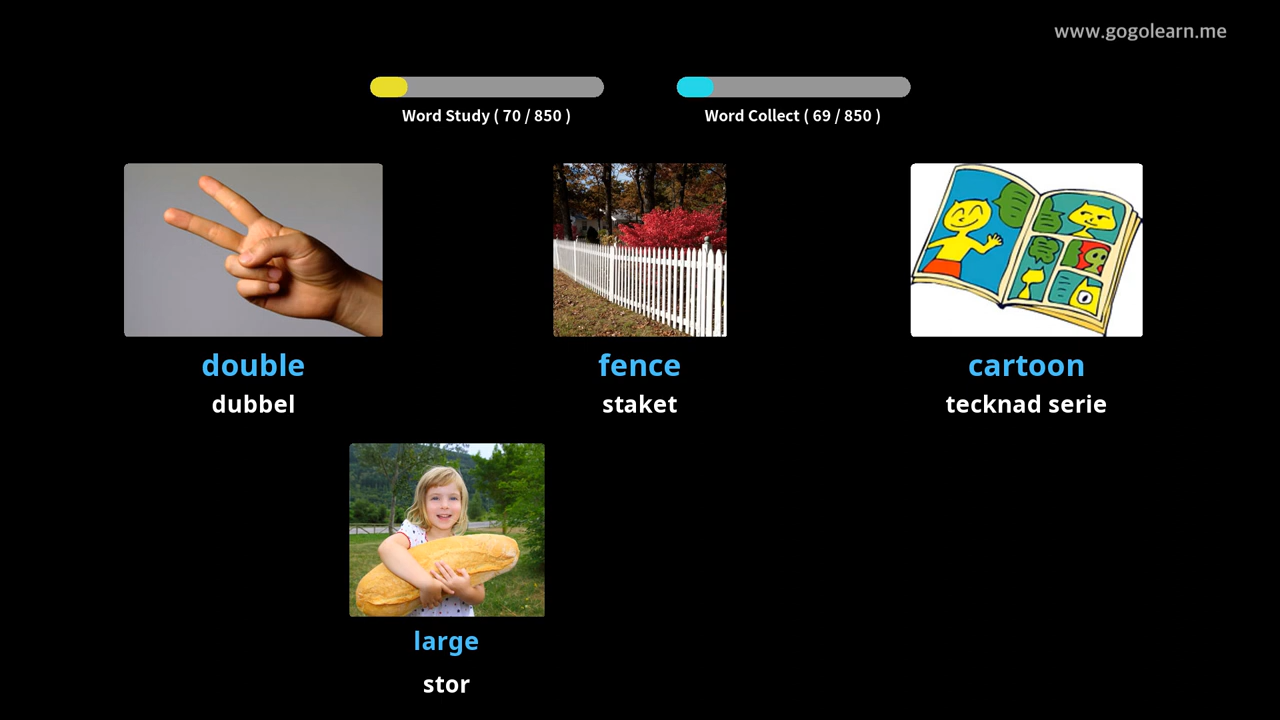 www.gogolearn.me
Word Study ( 70 / 850 )
Word Collect ( 69 / 850 )
double
dubbel
fence
staket
cartoon
tecknad serie
large
stor